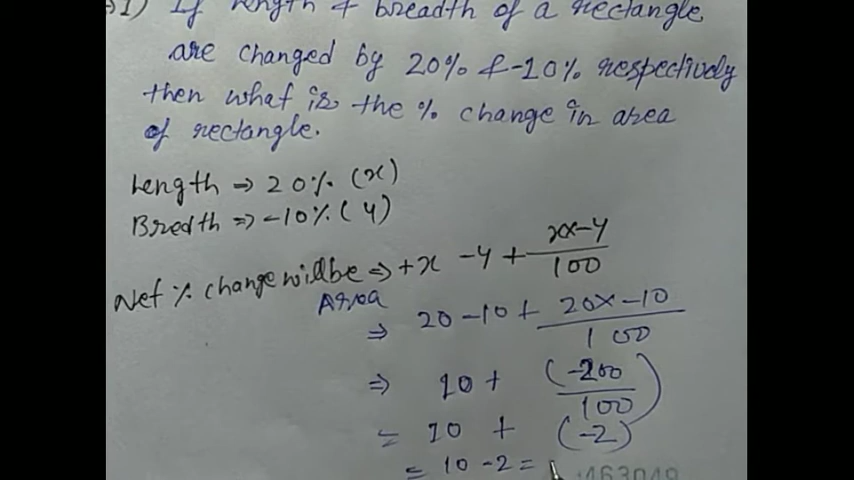 1) If length & breadth of a rectangle
are changed by 20% & -10% respectively
then what is the % change in area
of rectangle.
Length ⇒ 20% (x)
Bredth ⇒ -10% (y)
Net % change will be ⇒ +x -y + xx-y/100
Area
⇒ 20-10+ 20x-10/100
⇒ 10+ (-200/100)
= 10 + (-2)
= 10-2=